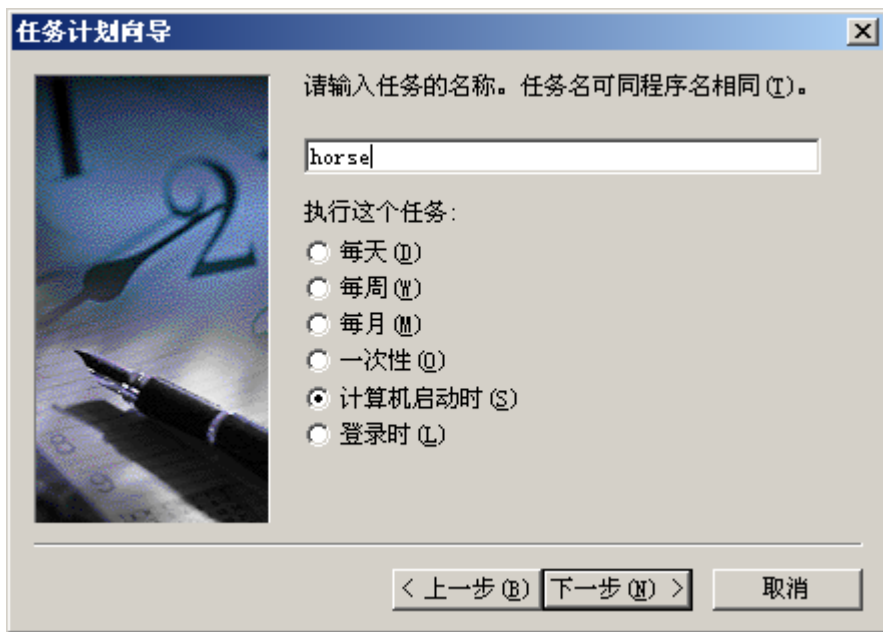 任务计划向导
请输入任务的名称。任务名可同程序名相同(T)。
horse
执行这个任务:
每天(D)
每周(W)
每月(M)
一次性(O)
计算机启动时(S)
登录时(L)
< 上一步(B) 下一步(N) > 取消